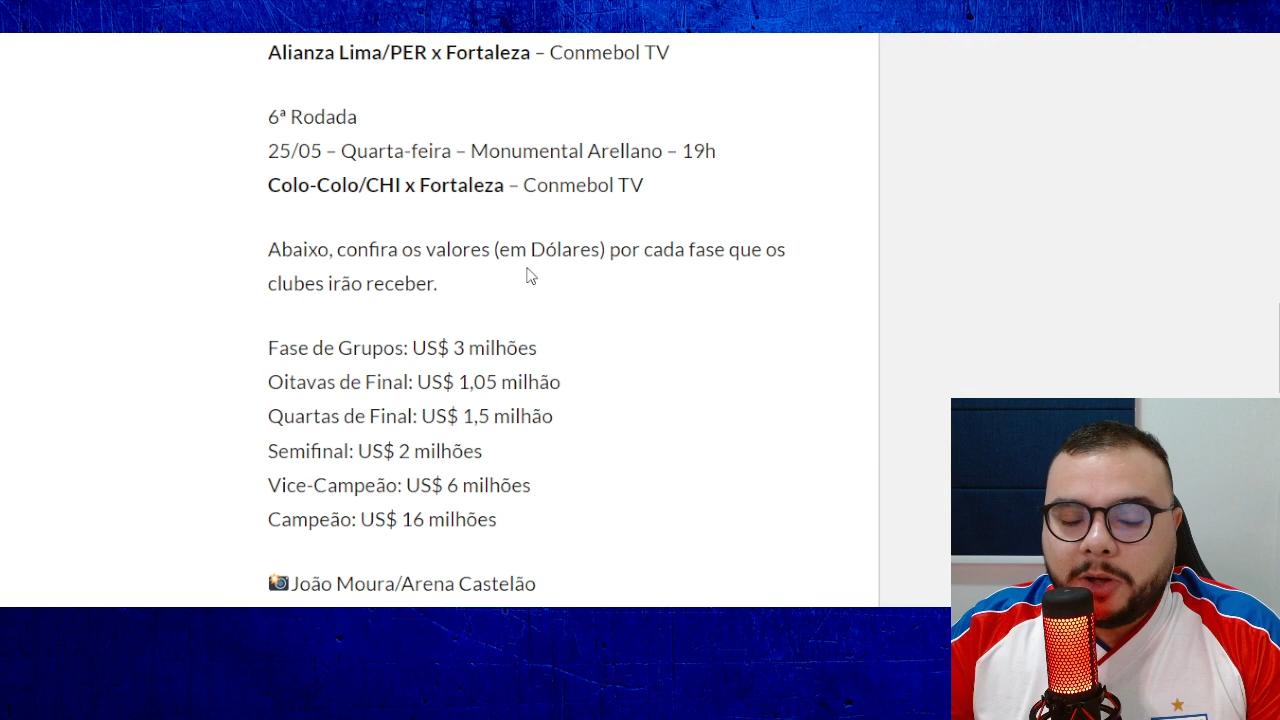 Alianza Lima/PER x Fortaleza – Conmebol TV
6ª Rodada
25/05 – Quarta-feira – Monumental Arellano – 19h
Colo-Colo/CHI x Fortaleza – Conmebol TV
Abaixo, confira os valores (em Dólares) por cada fase que os
clubes irão receber.
Fase de Grupos: US$ 3 milhões
Oitavas de Final: US$ 1,05 milhão
Quartas de Final: US$ 1,5 milhão
Semifinal: US$ 2 milhões
Vice-Campeão: US$ 6 milhões
Campeão: US$ 16 milhões
João Moura/Arena Castelão